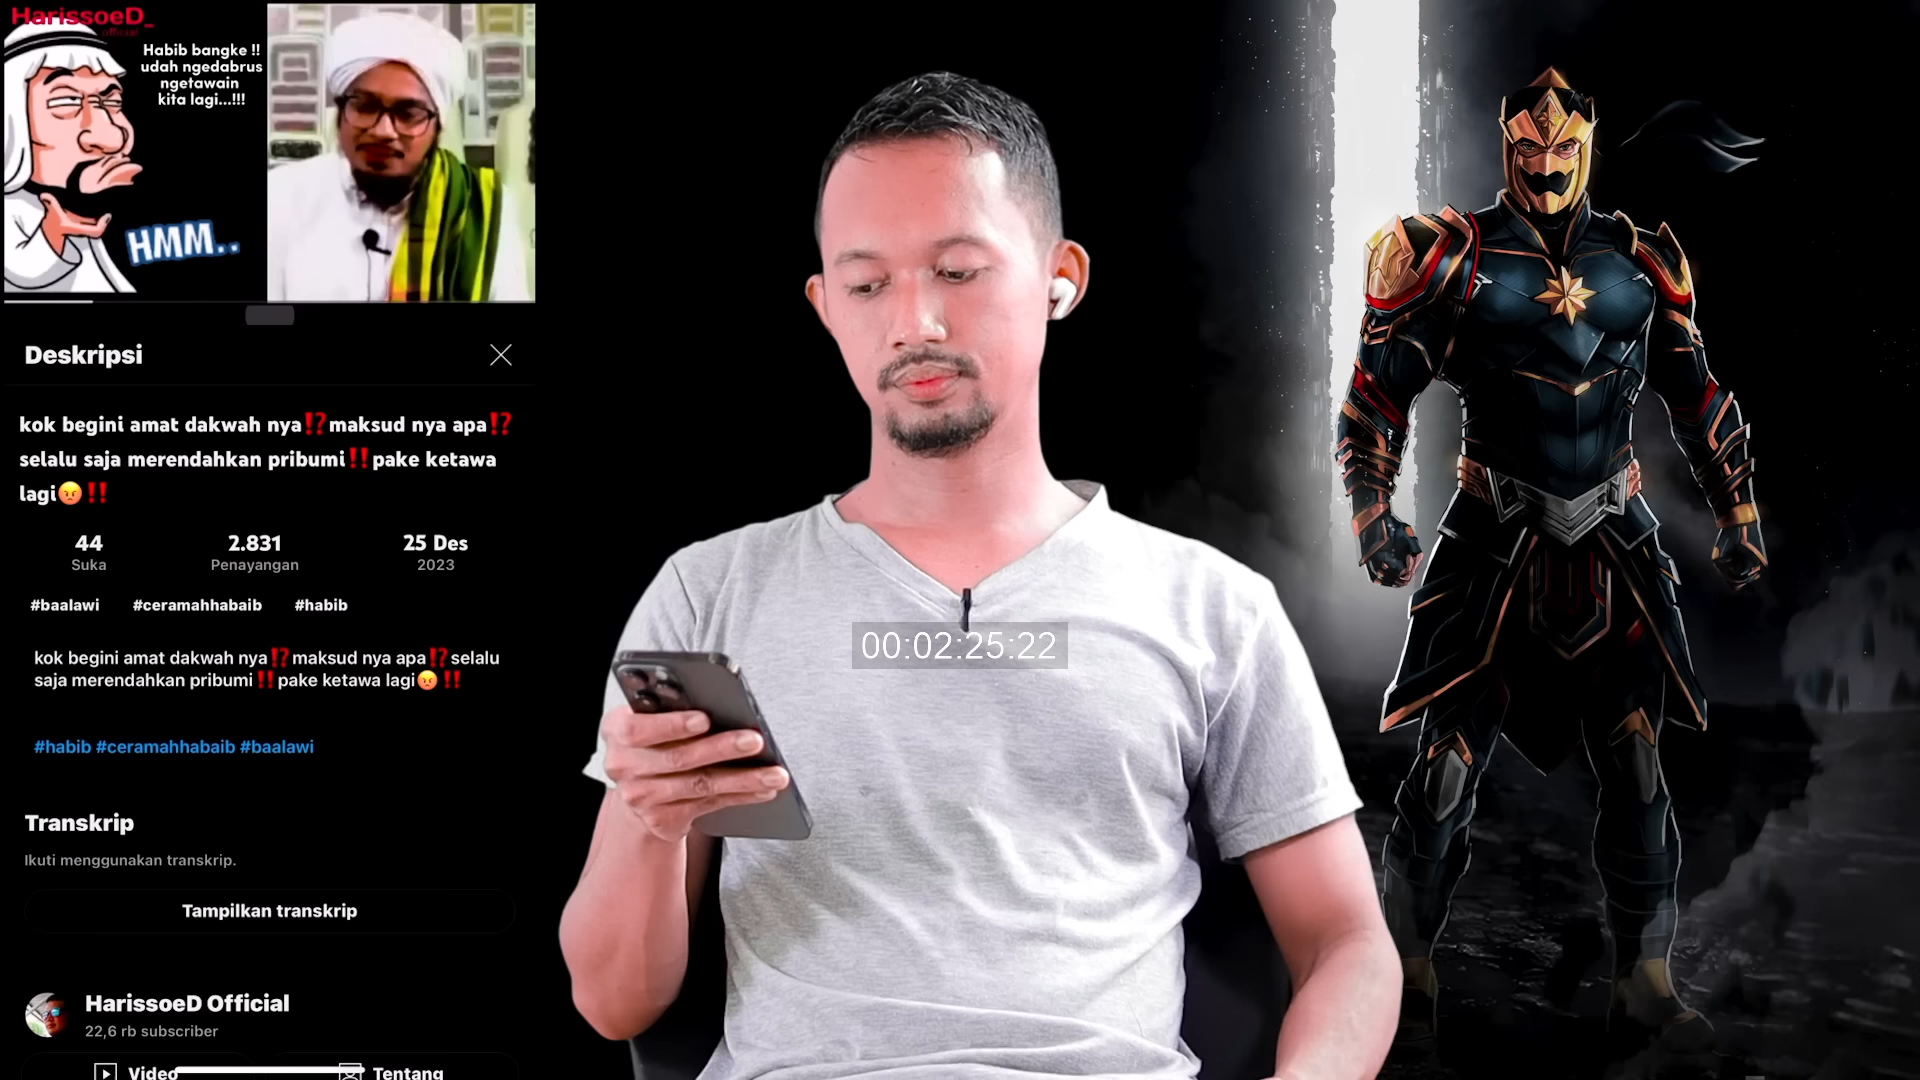 HarissoeD_
official
Habib bangke !!
udah ngedabrus
ngetawain
kita lagi...!!!
HMM..
Deskripsi
kok begini amat dakwah nya⁉️maksud nya apa⁉️
selalu saja merendahkan pribumi‼️pake ketawa
lagi😡‼️
44
Suka
2.831
Penayangan
25 Des
2023
#baalawi
#ceramahhabaib
#habib
kok begini amat dakwah nya⁉️maksud nya apa⁉️selalu
saja merendahkan pribumi‼️pake ketawa lagi😡‼️
#habib #ceramahhabaib #baalawi
Transkrip
Ikuti menggunakan transkrip.
Tampilkan transkrip
HarissoeD Official
22,6 rb subscriber
Video
Tentang
00:02:25:22